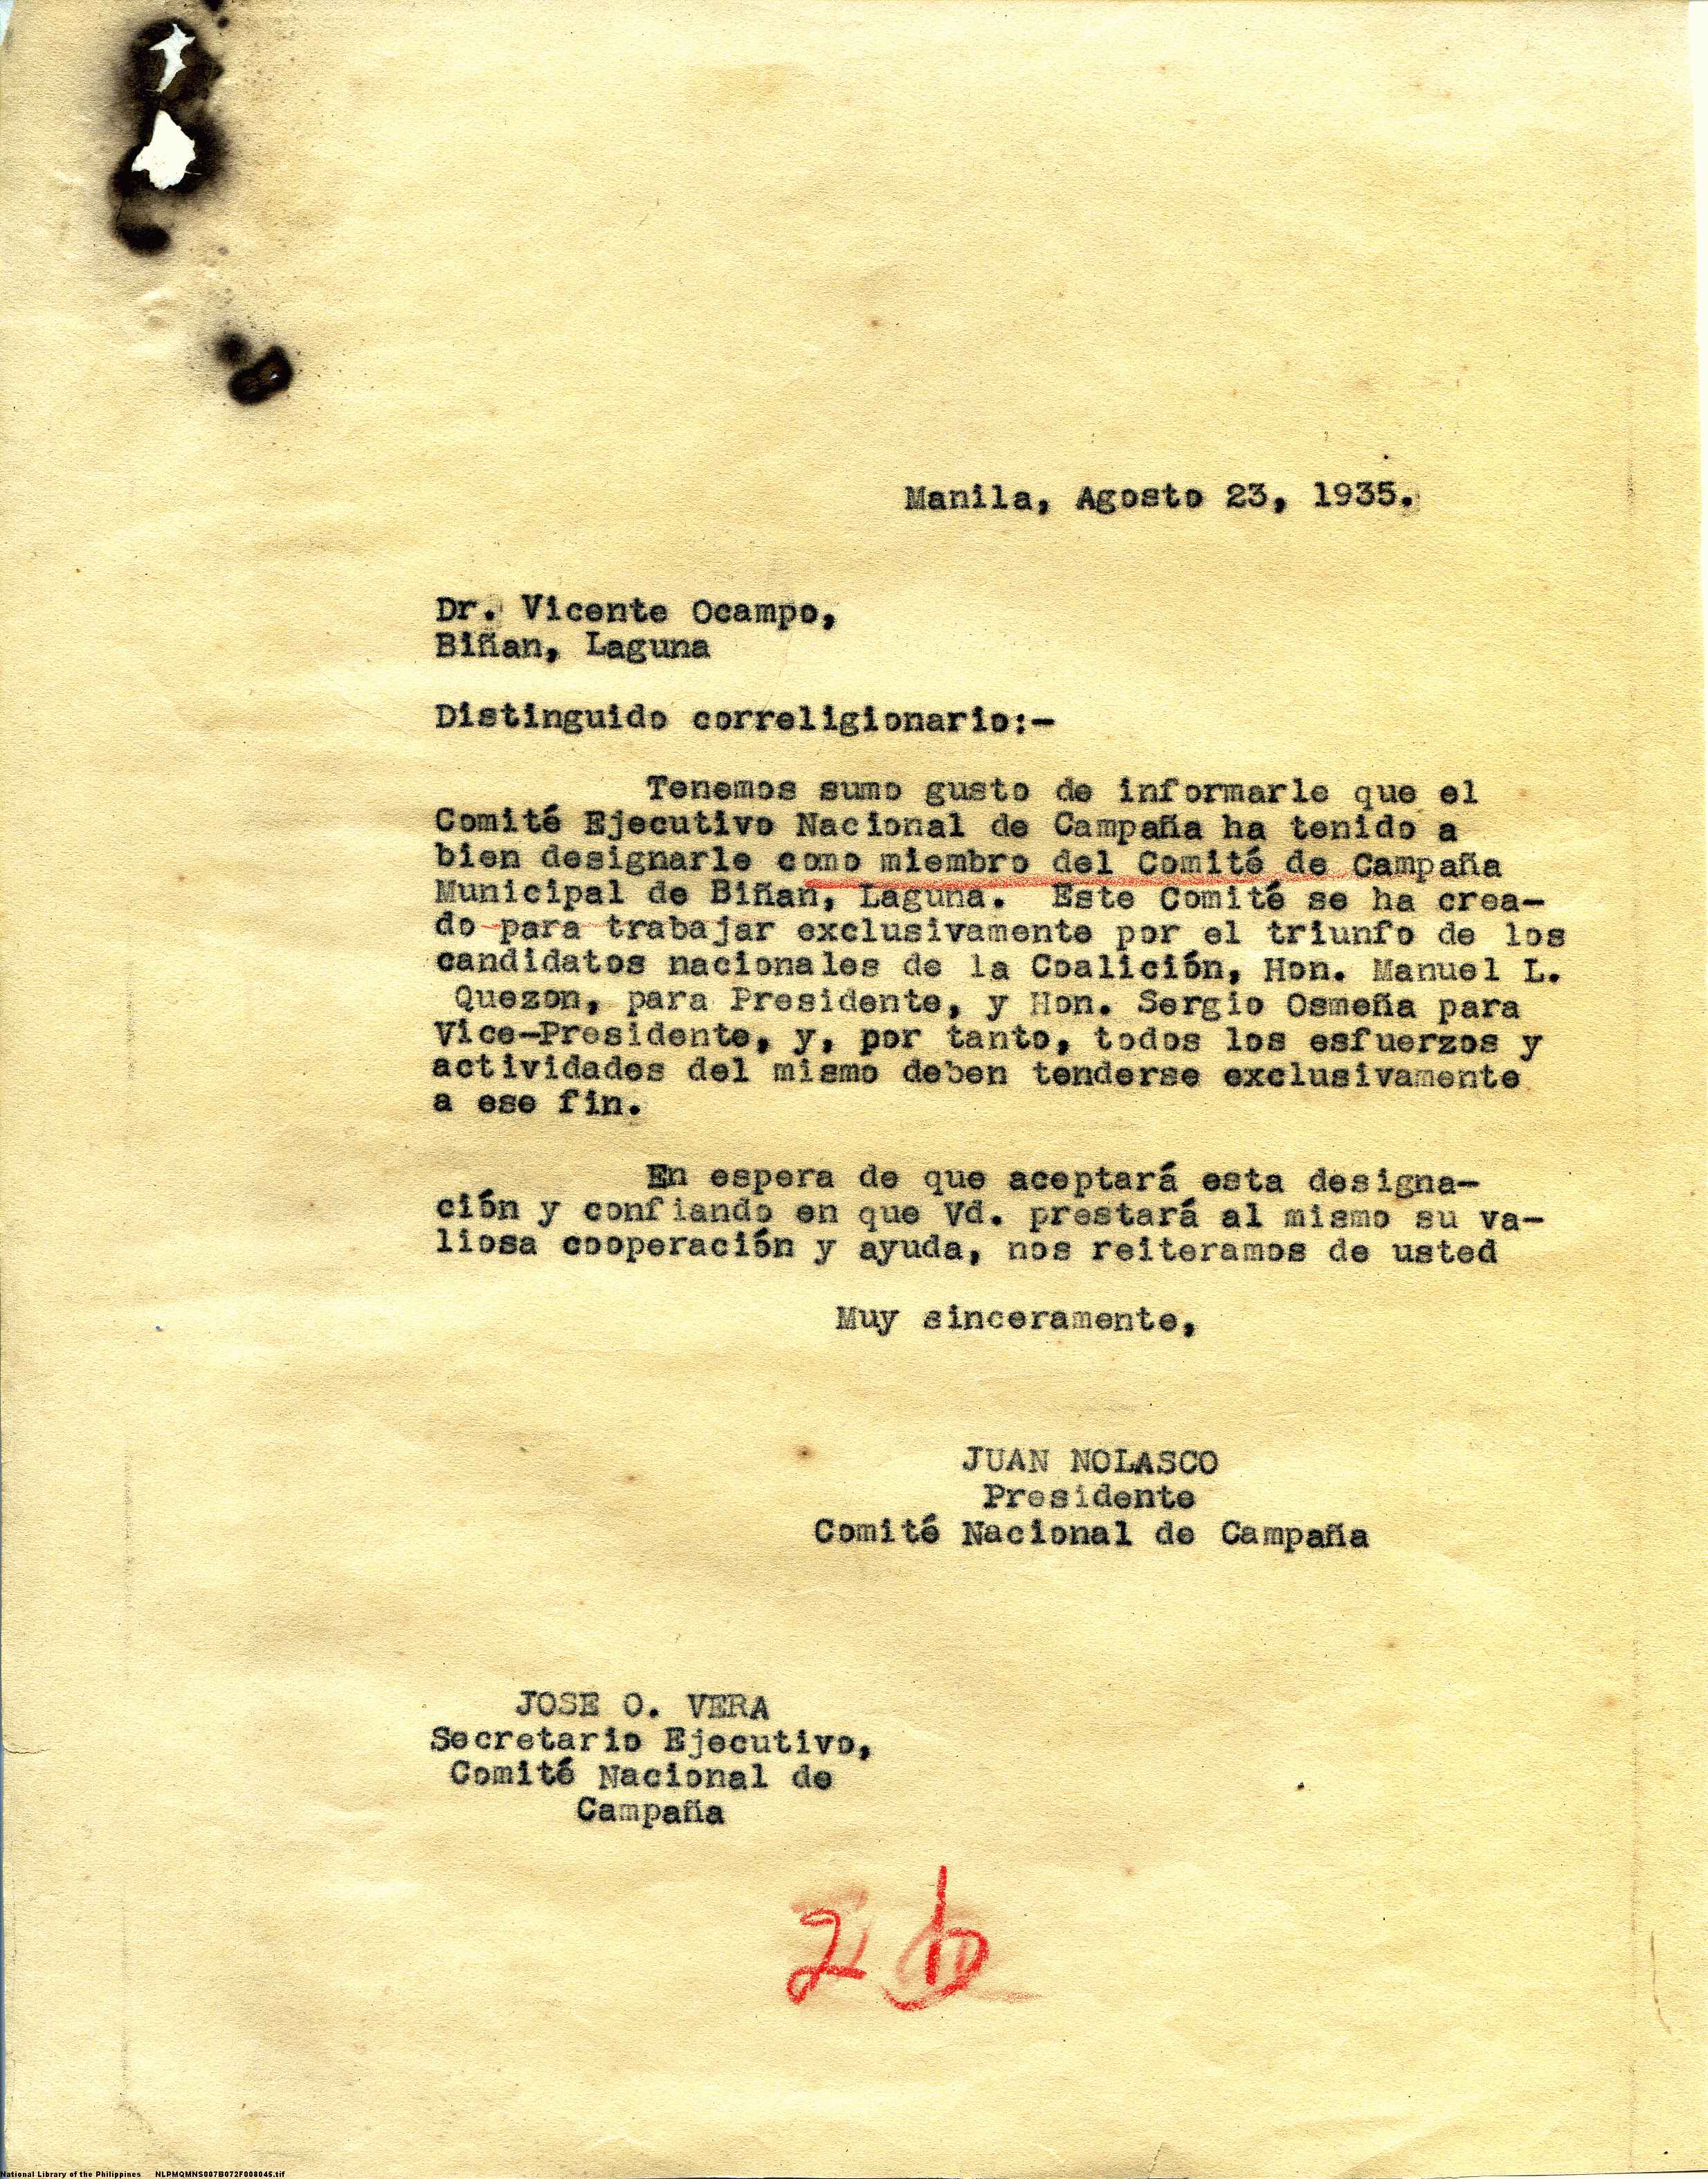 Manila, Agosto 23, 1935.
Dr. Vicente Ocampo,
Biñan, Laguna
Distinguido correligionario:-
Tenemos sumo gusto de informarle que el
Comité Ejecutivo Nacional de Campaña ha tenido a
bien designarle como miembro del Comité de Campaña
Municipal de Biñan, Laguna. Este Comité se ha crea-
do para trabajar exclusivamente por el triunfo de los
candidatos nacionales de la Coalición, Hon. Manuel L.
Quezon, para Presidente, y Hon. Sergio Osmeña para
Vice-Presidente, y, por tanto, todos los esfuerzos y
actividades del mismo deben tenderse exclusivamente
a ese fin.
En espera de que aceptará esta designa-
ción y confiando en que Vd. prestará al mismo su va-
liosa cooperación y ayuda, nos reiteramos de usted
Muy sinceramente,
JUAN NOLASCO
Presidente
Comité Nacional de Campaña
JOSE O. VERA
Secretario Ejecutivo,
Comité Nacional de
Campaña
National Library of the Philippines NLPMQMNS007B072F008045.tif